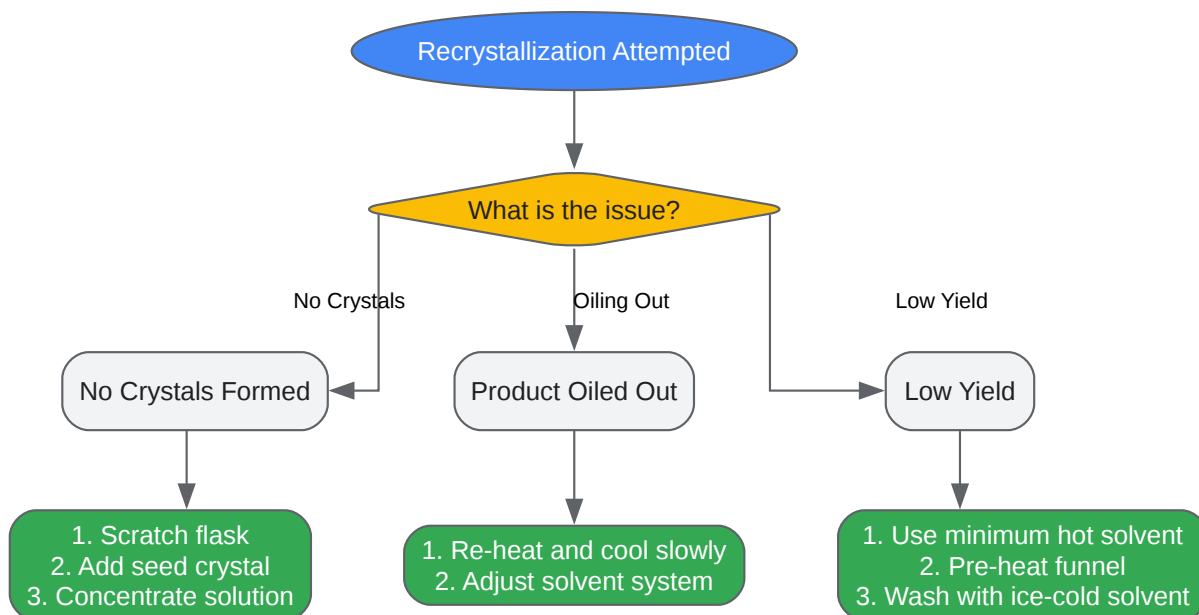 Recrystallization Attempted
What is the issue?
No Crystals
Oiling Out
Low Yield
No Crystals Formed
Product Oiled Out
Low Yield
1. Scratch flask
2. Add seed crystal
3. Concentrate solution
1. Re-heat and cool slowly
2. Adjust solvent system
1. Use minimum hot solvent
2. Pre-heat funnel
3. Wash with ice-cold solvent